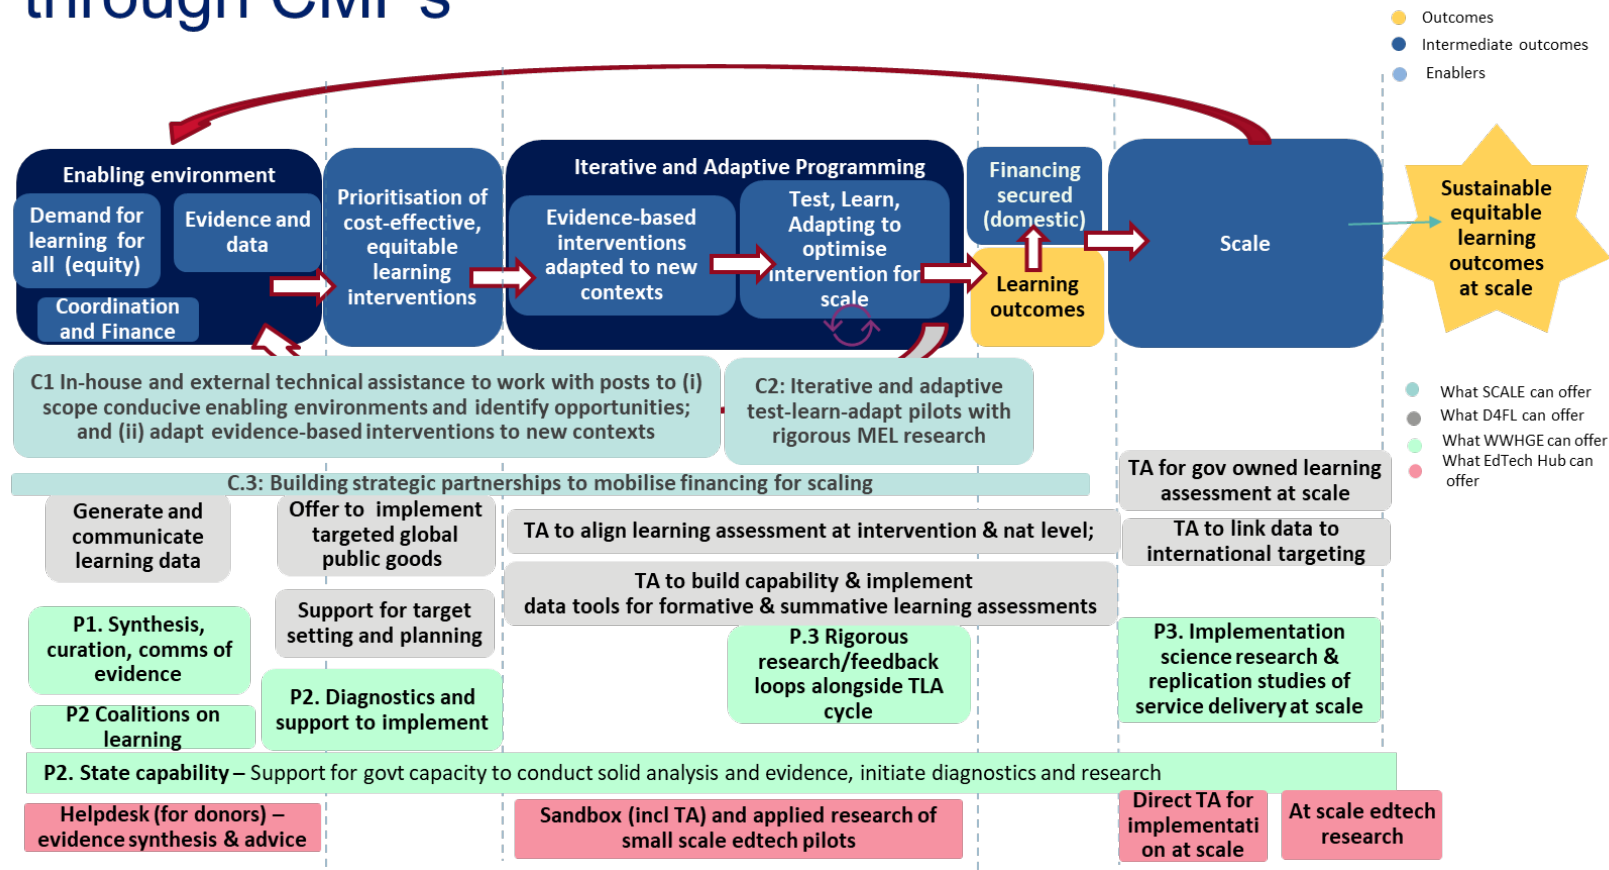 through CMPs
Outcomes
Intermediate outcomes
Enablers
Enabling environment
Demand for
learning for
all (equity)
Evidence and
data
Coordination
and Finance
Prioritisation of
cost-effective,
equitable
learning
interventions
Iterative and Adaptive Programming
Evidence-based
interventions
adapted to new
contexts
Test, Learn,
Adapting to
optimise
intervention for
scale
Financing
secured
(domestic)
Learning
outcomes
Scale
Sustainable
equitable
learning
outcomes
at scale
C1 In-house and external technical assistance to work with posts to (i)
scope conducive enabling environments and identify opportunities;
and (ii) adapt evidence-based interventions to new contexts
C2: Iterative and adaptive
test-learn-adapt pilots with
rigorous MEL research
What SCALE can offer
What D4FL can offer
What WWHGE can offer
What EdTech Hub can
offer
C.3: Building strategic partnerships to mobilise financing for scaling
Generate and
communicate
learning data
Offer to implement
targeted global
public goods
Support for target
setting and planning
TA to align learning assessment at intervention & nat level;
TA to build capability & implement
data tools for formative & summative learning assessments
TA for gov owned learning
assessment at scale
TA to link data to
international targeting
P1. Synthesis,
curation, comms of
evidence
P2 Coalitions on
learning
P2. Diagnostics and
support to implement
P.3 Rigorous
research/feedback
loops alongside TLA
cycle
P3. Implementation
science research &
replication studies of
service delivery at scale
P2. State capability – Support for govt capacity to conduct solid analysis and evidence, initiate diagnostics and research
Helpdesk (for donors) –
evidence synthesis & advice
Sandbox (incl TA) and applied research of
small scale edtech pilots
Direct TA for
implementati
on at scale
At scale edtech
research